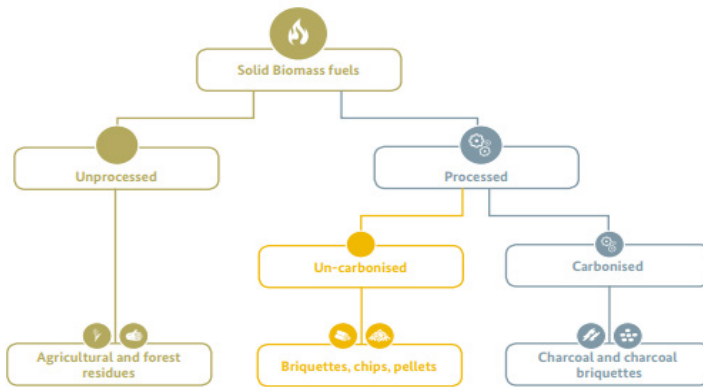 Solid Biomass fuels
Unprocessed
Processed
Un-carbonised
Carbonised
Agricultural and forest
residues
Briquettes, chips, pellets
Charcoal and charcoal
briquettes